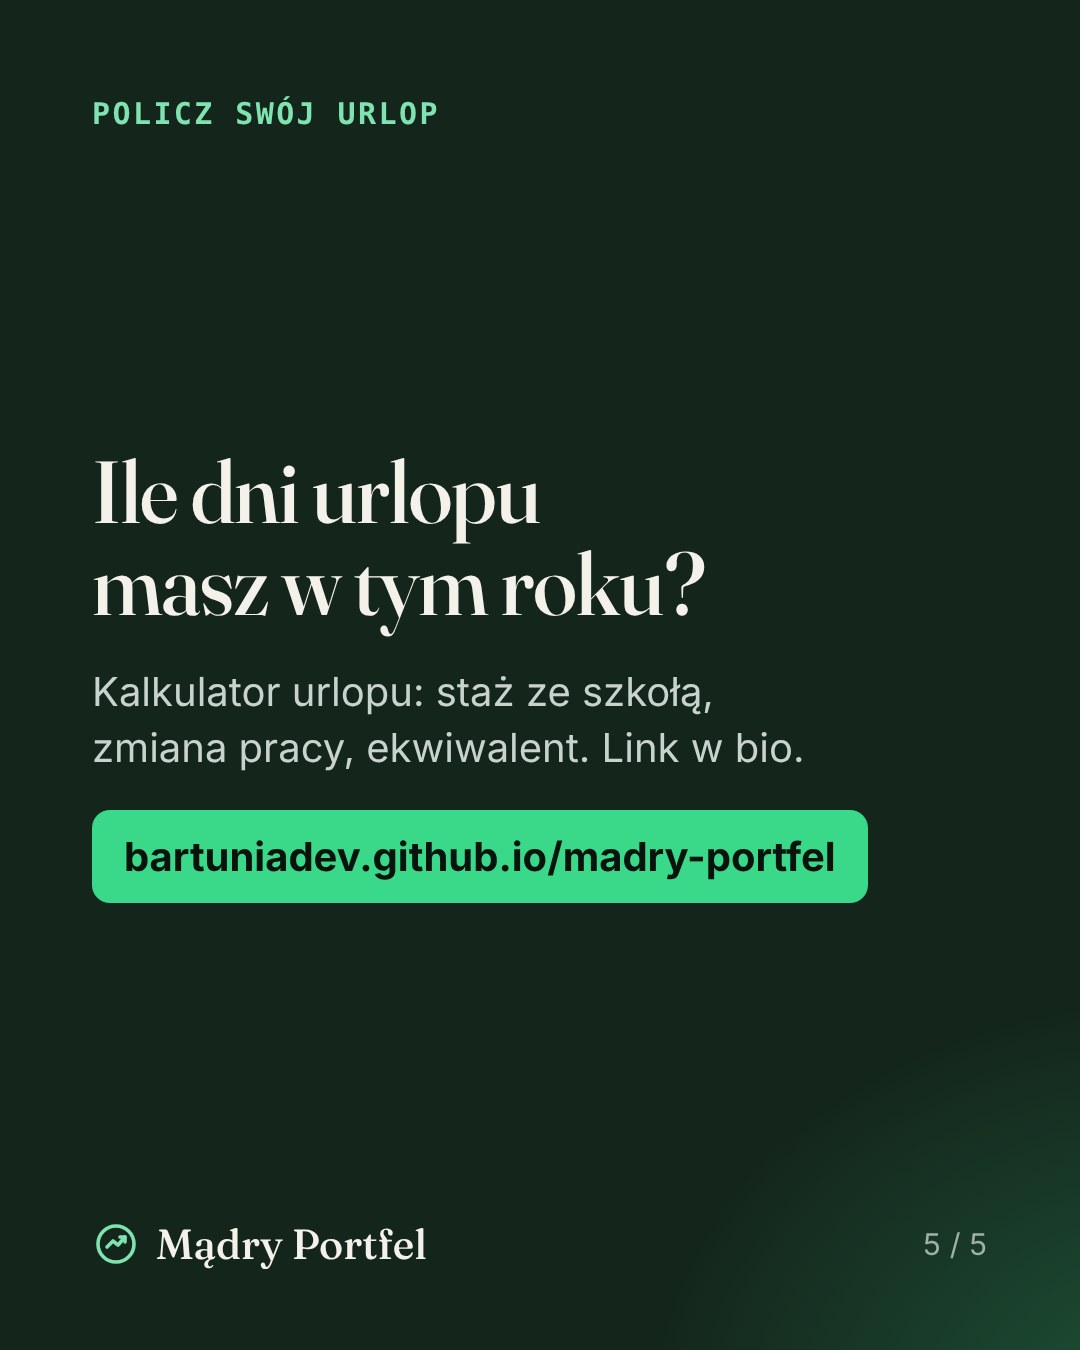 POLICZ SWÓJ URLOP
Ile dni urlopu
masz w tym roku?
Kalkulator urlopu: staż ze szkołą,
zmiana pracy, ekwiwalent. Link w bio.
bartuniadev.github.io/madry-portfel
Mądry Portfel
5 / 5